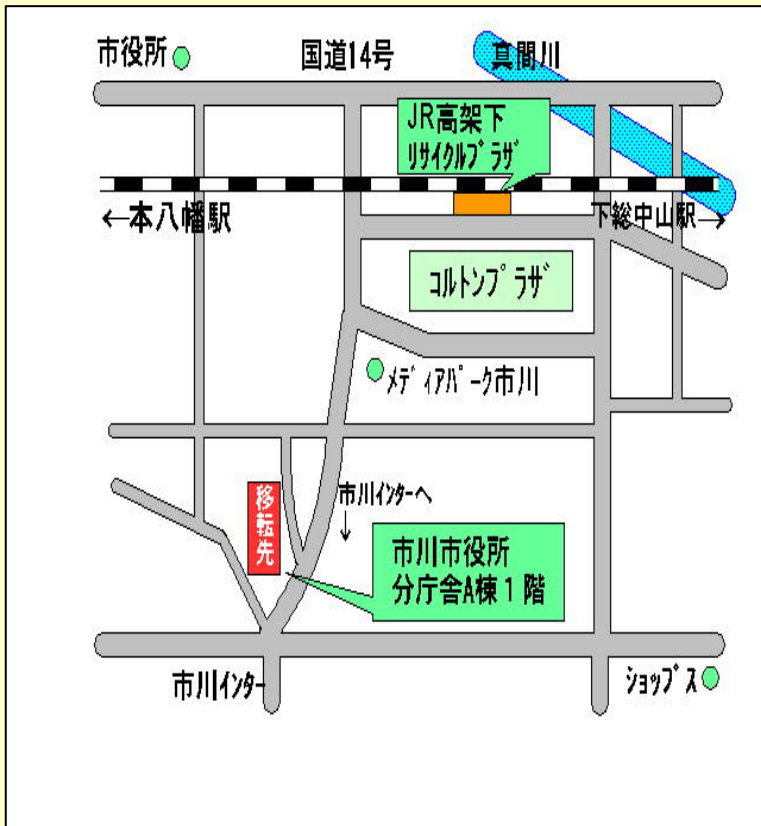 市役所
国道14号
真間川
JR高架下
リサイクルプラザ
←本八幡駅
下総中山駅→
コルトンプラザ
メディアパーク市川
移転先
市川インターへ
↓
市川市役所
分庁舎A棟1階
市川インター
ショップス